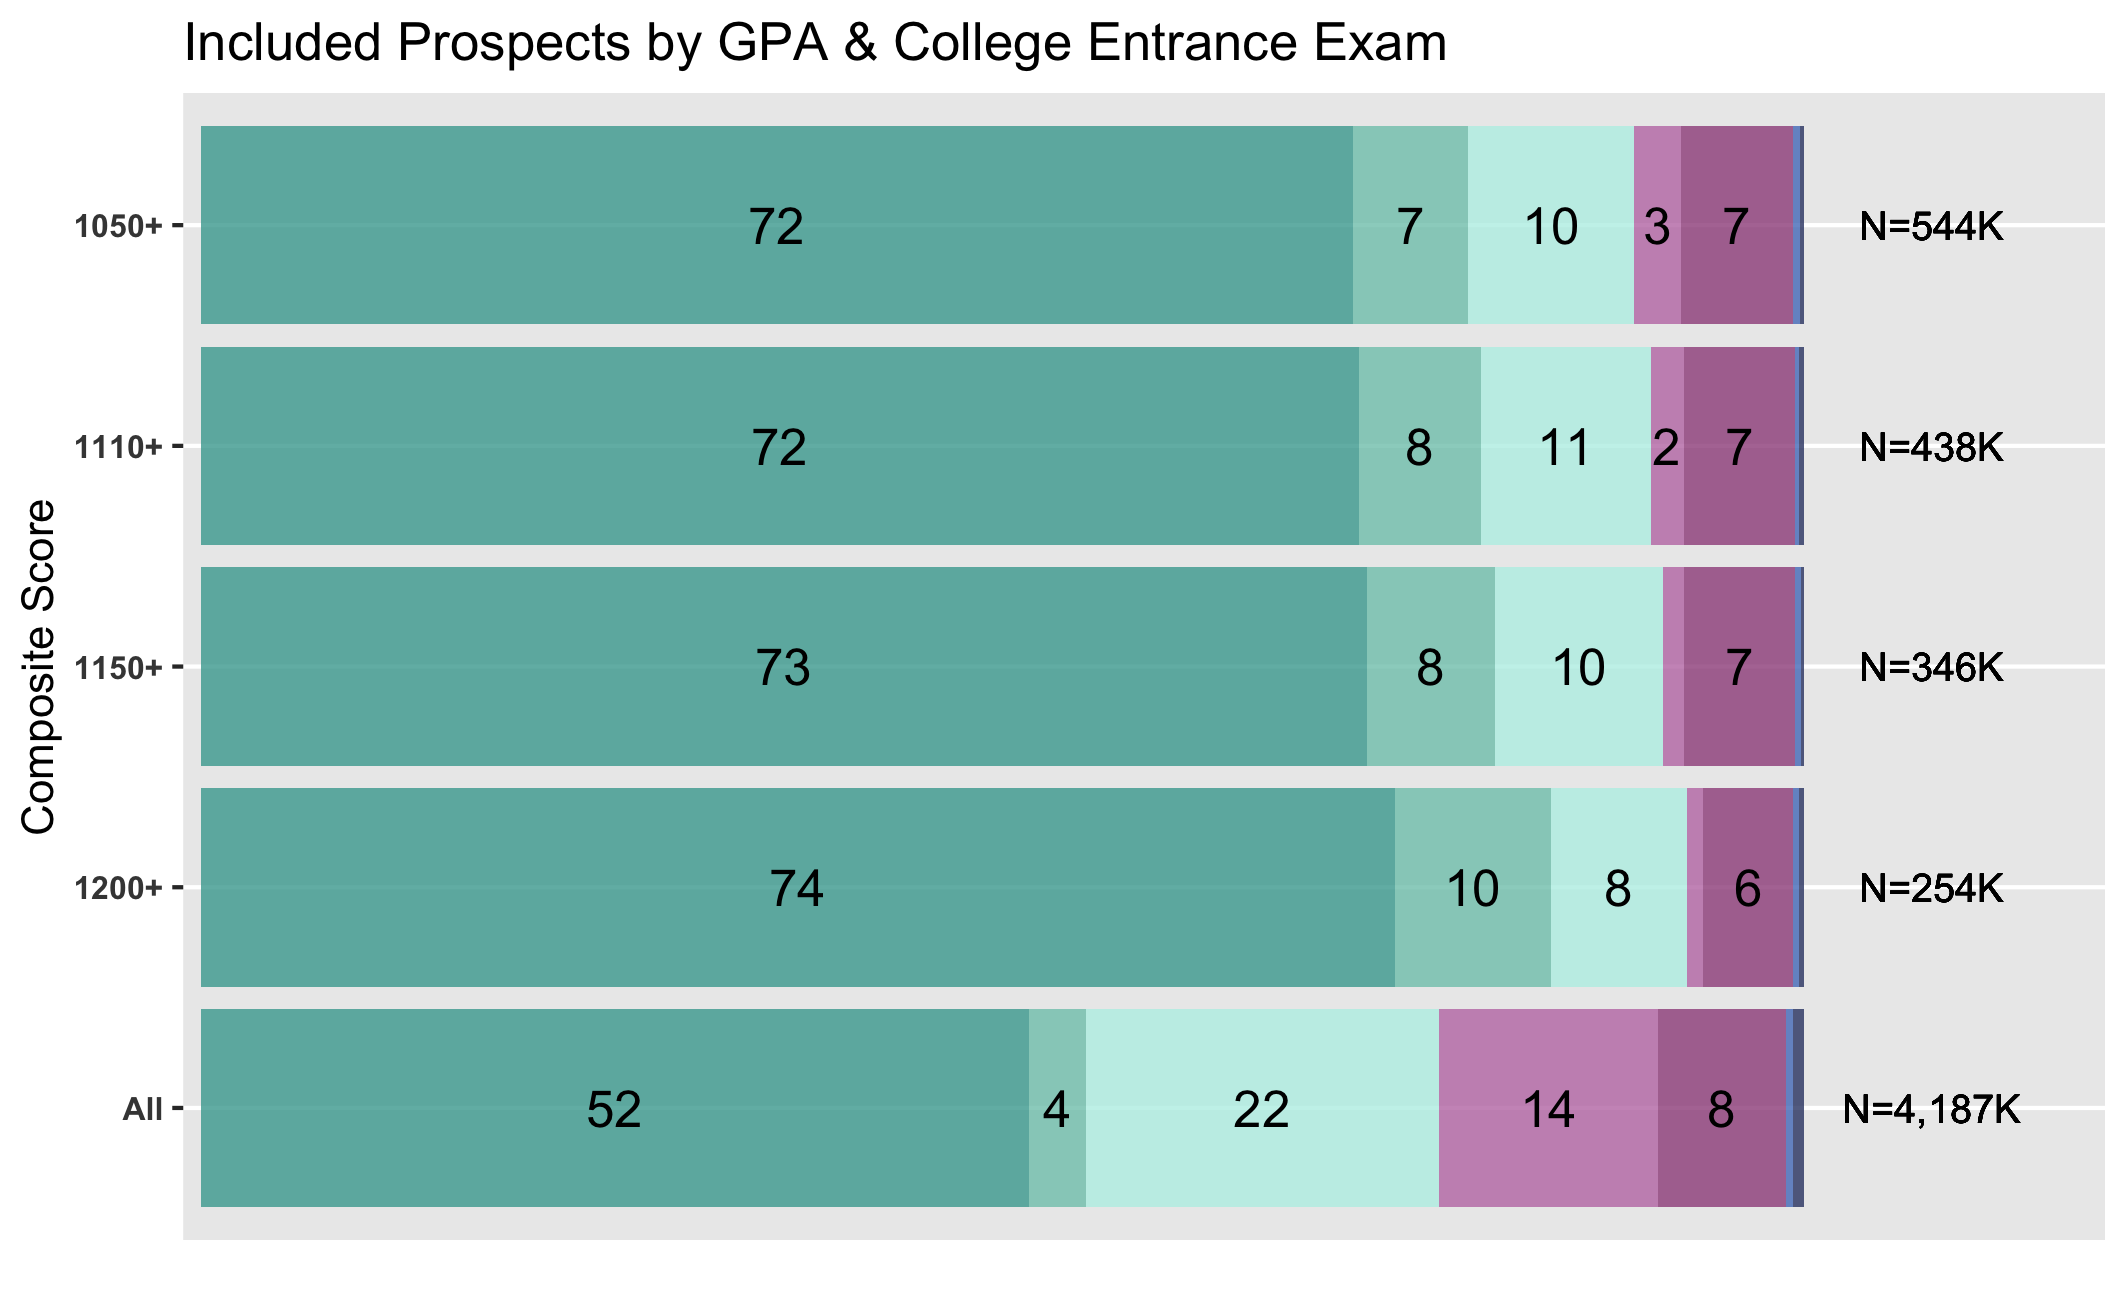 Included Prospects by GPA & College Entrance Exam
Composite Score
1050+ 72 7 10 3 7 N=544K
1110+ 72 8 11 2 7 N=438K
1150+ 73 8 10 7 N=346K
1200+ 74 10 8 6 N=254K
All 52 4 22 14 8 N=4,187K